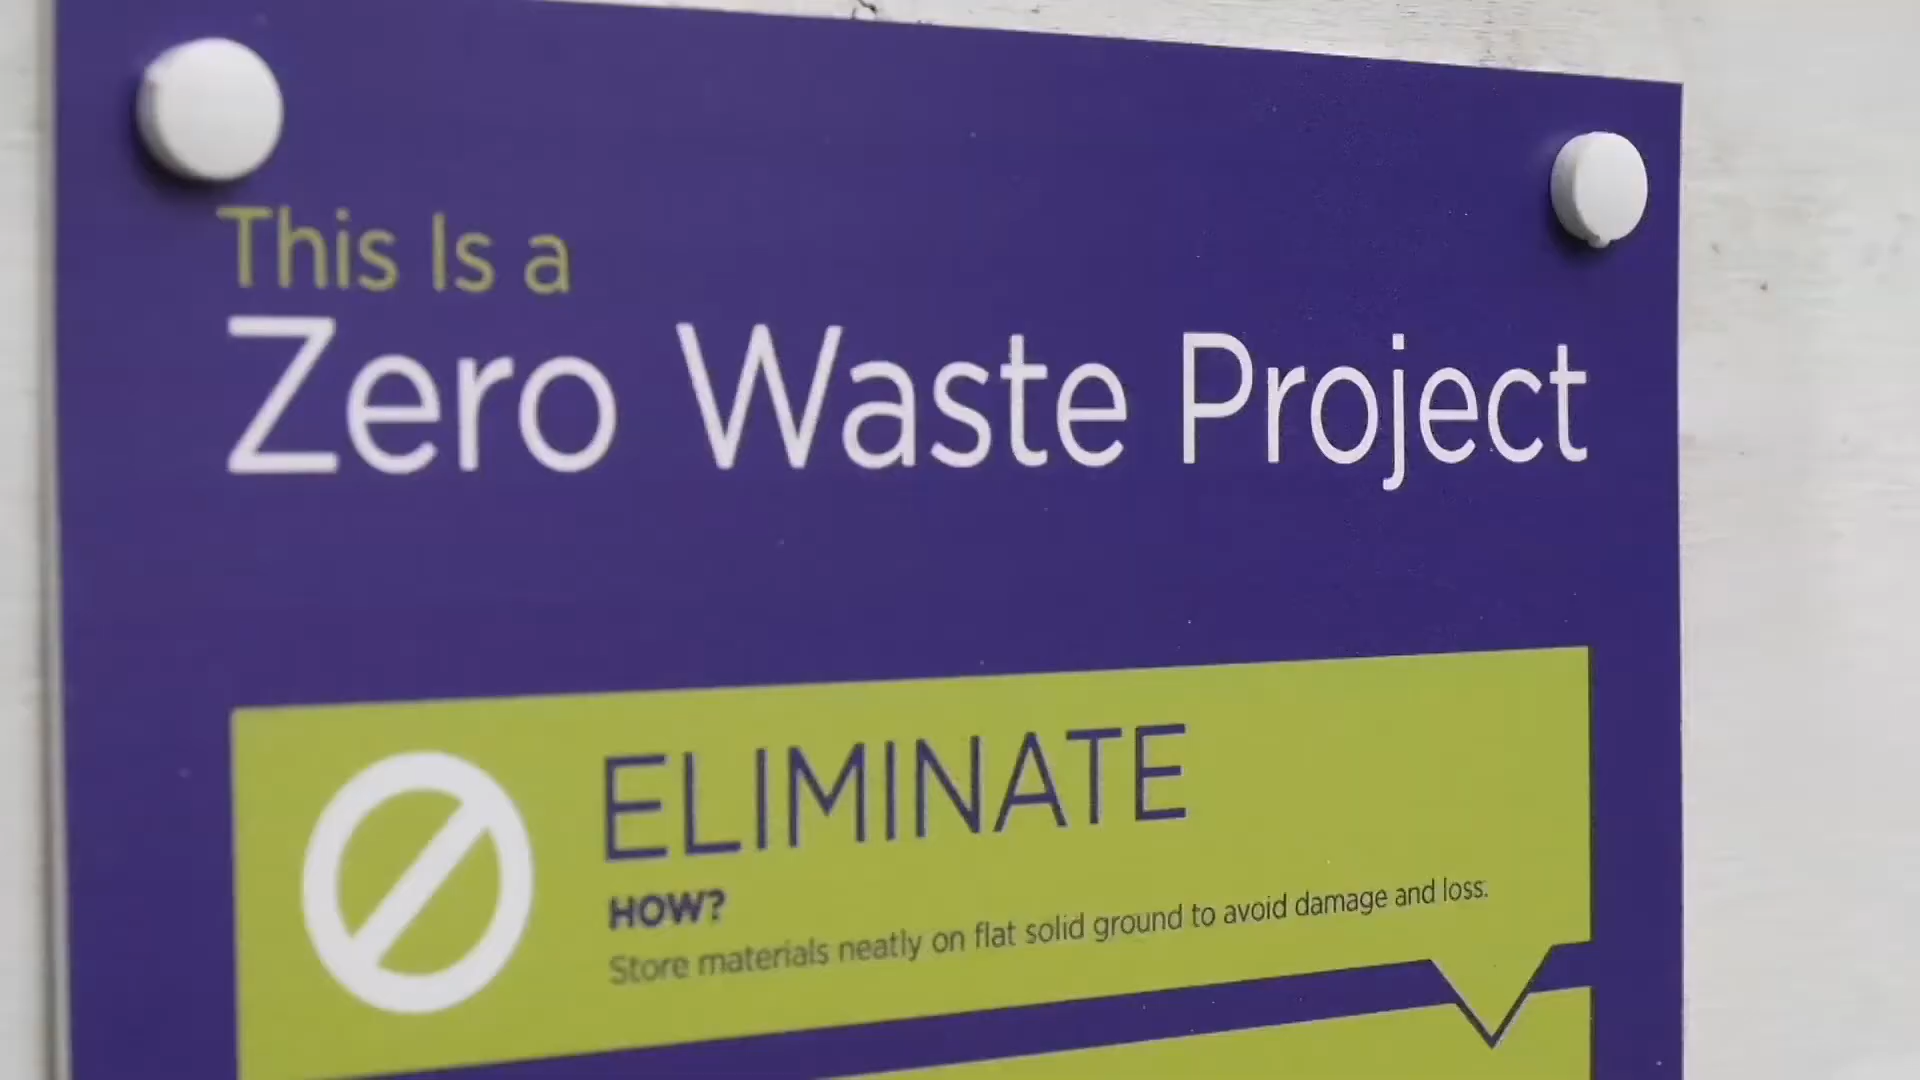 This Is a
Zero Waste Project
ELIMINATE
HOW?
Store materials neatly on flat solid ground to avoid damage and loss.